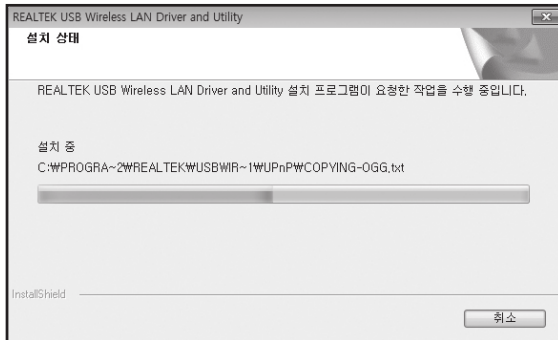 REALTEK USB Wireless LAN Driver and Utility
설치 상태
REALTEK USB Wireless LAN Driver and Utility 설치 프로그램이 요청한 작업을 수행 중입니다.
설치 중
C:₩PROGRA~2₩REALTEK₩USBWIR~1₩UPnP₩COPYING-OGG.txt
InstallShield
취소